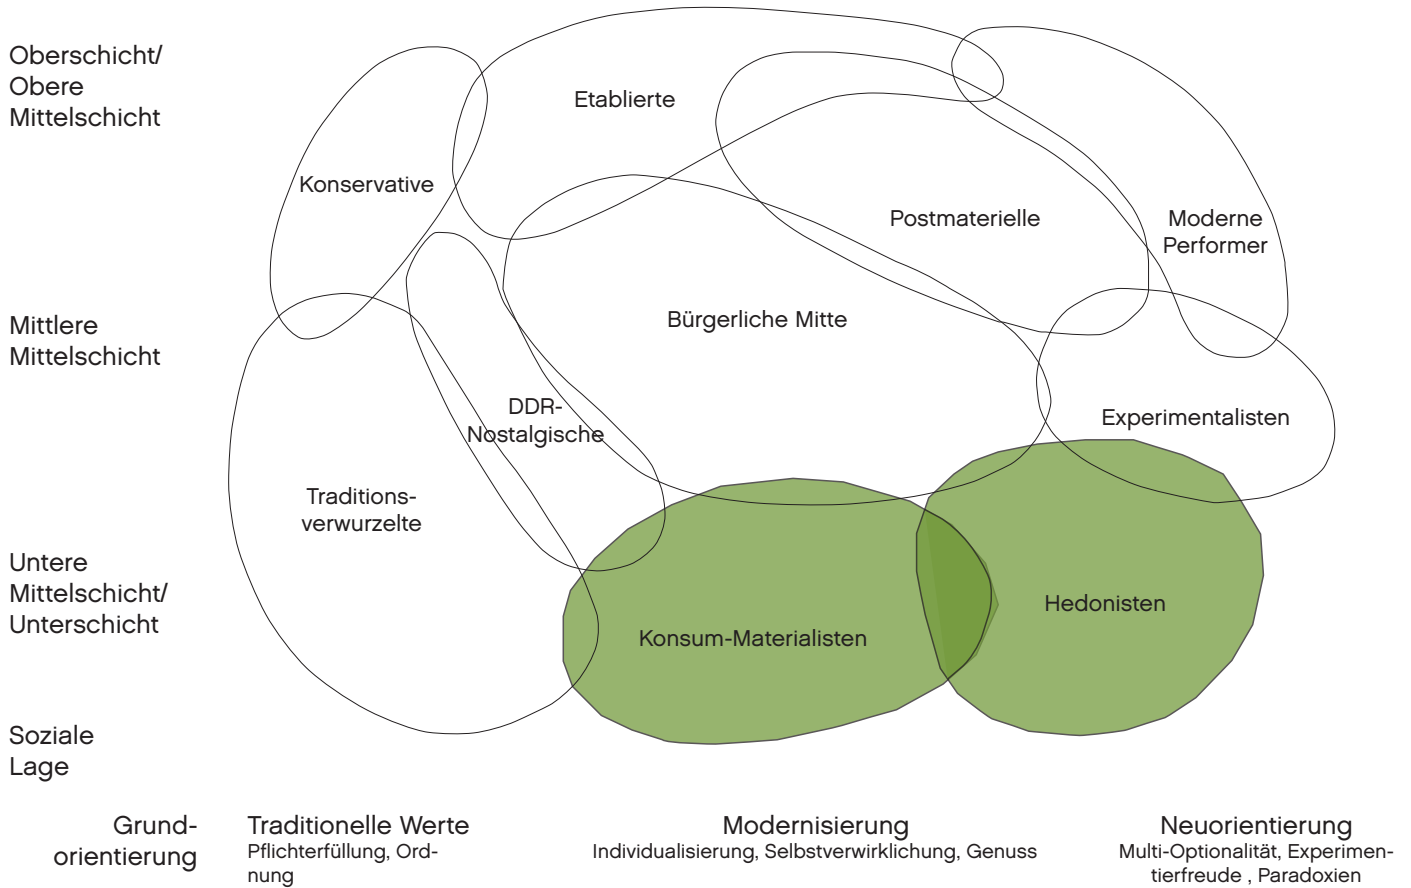 Oberschicht/
Obere
Mittelschicht
Etablierte
Konservative
Postmaterielle
Moderne
Performer
Mittlere
Mittelschicht
Bürgerliche Mitte
DDR-
Nostalgische
Experimentalisten
Traditions-
verwurzelte
Untere
Mittelschicht/
Unterschicht
Hedonisten
Konsum-Materialisten
Soziale
Lage
Grund-
orientierung
Traditionelle Werte
Pflichterfüllung, Ord-
nung
Modernisierung
Individualisierung, Selbstverwirklichung, Genuss
Neuorientierung
Multi-Optionalität, Experimen-
tierfreude , Paradoxien